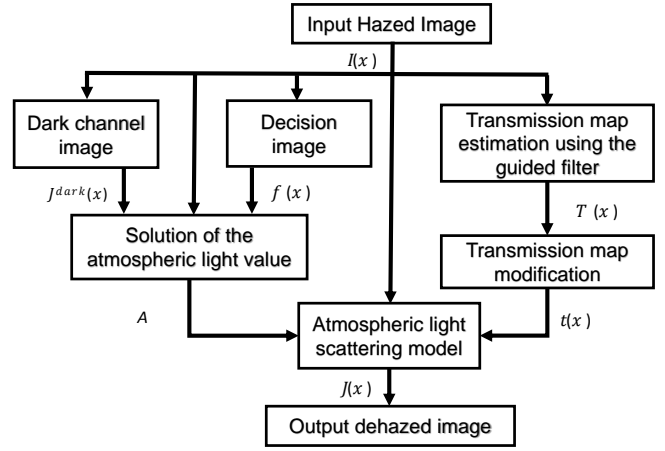 Input Hazed Image
I(x)
Dark channel
image
Decision
image
Transmission map
estimation using the
guided filter
J^dark(x)
f (x)
T (x)
Solution of the
atmospheric light value
Transmission map
modification
A
Atmospheric light
scattering model
t(x)
J(x)
Output dehazed image